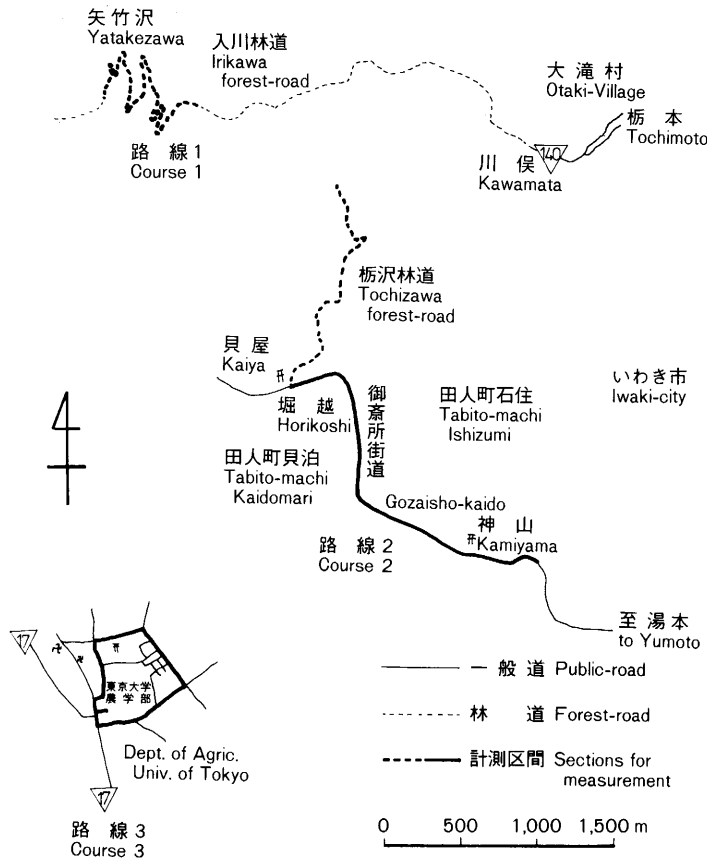 矢竹沢
Yatakezawa
入川林道
Irikawa
forest-road
大滝村
Otaki-Village
栃本
Tochimoto
路線1
Course 1
140
川俣
Kawamata
栃沢林道
Tochizawa
forest-road
貝屋
Kaiya
堀越
Horikoshi
御斎所街道
田人町石住
Tabito-machi
Ishizumi
いわき市
Iwaki-city
田人町貝泊
Tabito-machi
Kaidomari
Gozaisho-kaido
神山
Kamiyama
路線2
Course 2
至湯本
to Yumoto
17
東京大学
農学部
Dept. of Agric.
Univ. of Tokyo
17
路線3
Course 3
一般道 Public-road
林道 Forest-road
計測区間 Sections for
measurement
0 500 1,000 1,500 m